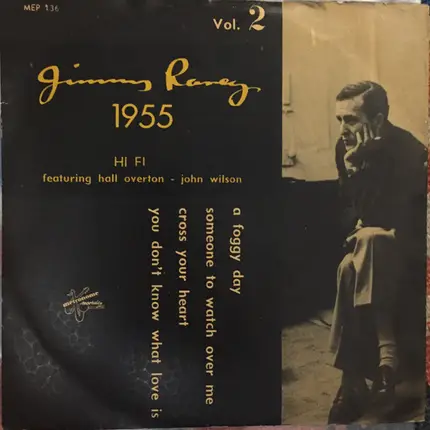 MEP 136
Vol. 2
Jimmy Raney
1955
HI FI
featuring hall overton - john wilson
a foggy day
someone to watch over me
cross your heart
you don't know what love is
metronome